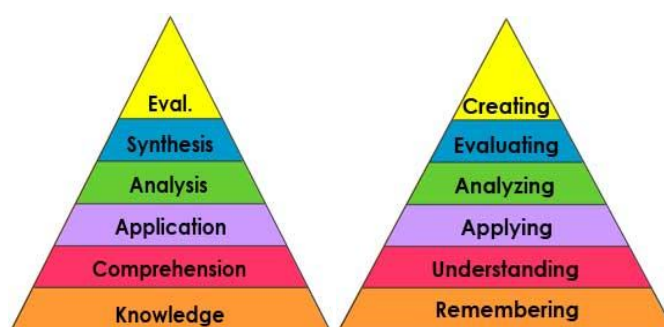 Eval.
Synthesis
Analysis
Application
Comprehension
Knowledge
Creating
Evaluating
Analyzing
Applying
Understanding
Remembering